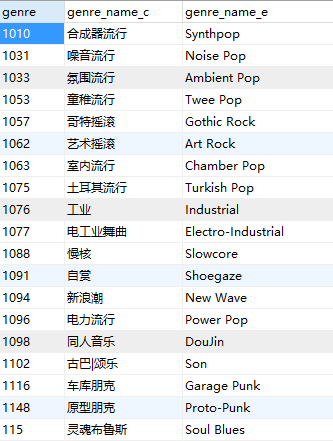 genre genre_name_c genre_name_e
1010 合成器流行 Synthpop
1031 噪音流行 Noise Pop
1033 氛围流行 Ambient Pop
1053 童稚流行 Twee Pop
1057 哥特摇滚 Gothic Rock
1062 艺术摇滚 Art Rock
1063 室内流行 Chamber Pop
1075 土耳其流行 Turkish Pop
1076 工业 Industrial
1077 电工业舞曲 Electro-Industrial
1088 慢核 Slowcore
1091 自赏 Shoegaze
1094 新浪潮 New Wave
1096 电力流行 Power Pop
1098 同人音乐 DouJin
1102 古巴|颂乐 Son
1116 车库朋克 Garage Punk
1148 原型朋克 Proto-Punk
115 灵魂布鲁斯 Soul Blues